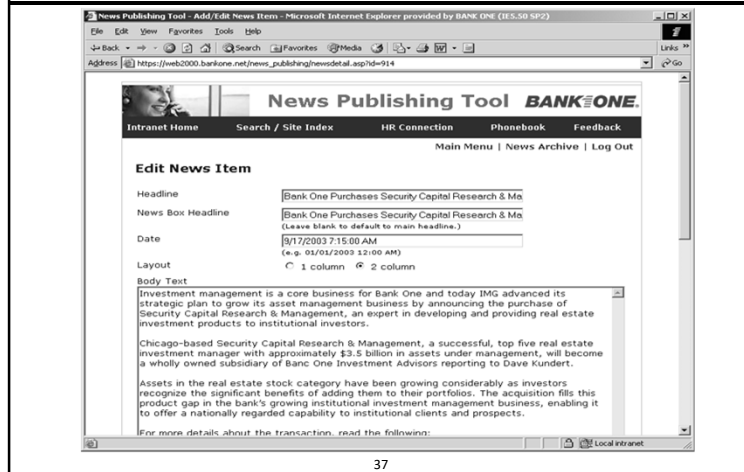 News Publishing Tool - Add/Edit News Item - Microsoft Internet Explorer provided by BANK ONE (IE5.50 SP2)
File Edit View Favorites Tools Help
Back Search Favorites Media Links »
Address https://web2000.bankone.net/news_publishing/newsdetail.asp?id=914 Go
News Publishing Tool BANK ONE.
Intranet Home Search / Site Index HR Connection Phonebook Feedback
Main Menu | News Archive | Log Out
Edit News Item
Headline Bank One Purchases Security Capital Research & Ma
News Box Headline Bank One Purchases Security Capital Research & Ma
(Leave blank to default to main headline.)
Date 9/17/2003 7:15:00 AM
(e.g. 01/01/2003 12:00 AM)
Layout 1 column 2 column
Body Text
Investment management is a core business for Bank One and today IMG advanced its
strategic plan to grow its asset management business by announcing the purchase of
Security Capital Research & Management, an expert in developing and providing real estate
investment products to institutional investors.
Chicago-based Security Capital Research & Management, a successful, top five real estate
investment manager with approximately $3.5 billion in assets under management, will become
a wholly owned subsidiary of Banc One Investment Advisors reporting to Dave Kundert.
Assets in the real estate stock category have been growing considerably as investors
recognize the significant benefits of adding them to their portfolios. The acquisition fills this
product gap in the bank's growing institutional investment management business, enabling it
to offer a nationally regarded capability to institutional clients and prospects.
For more details about the transaction, read the following:
Local intranet
37